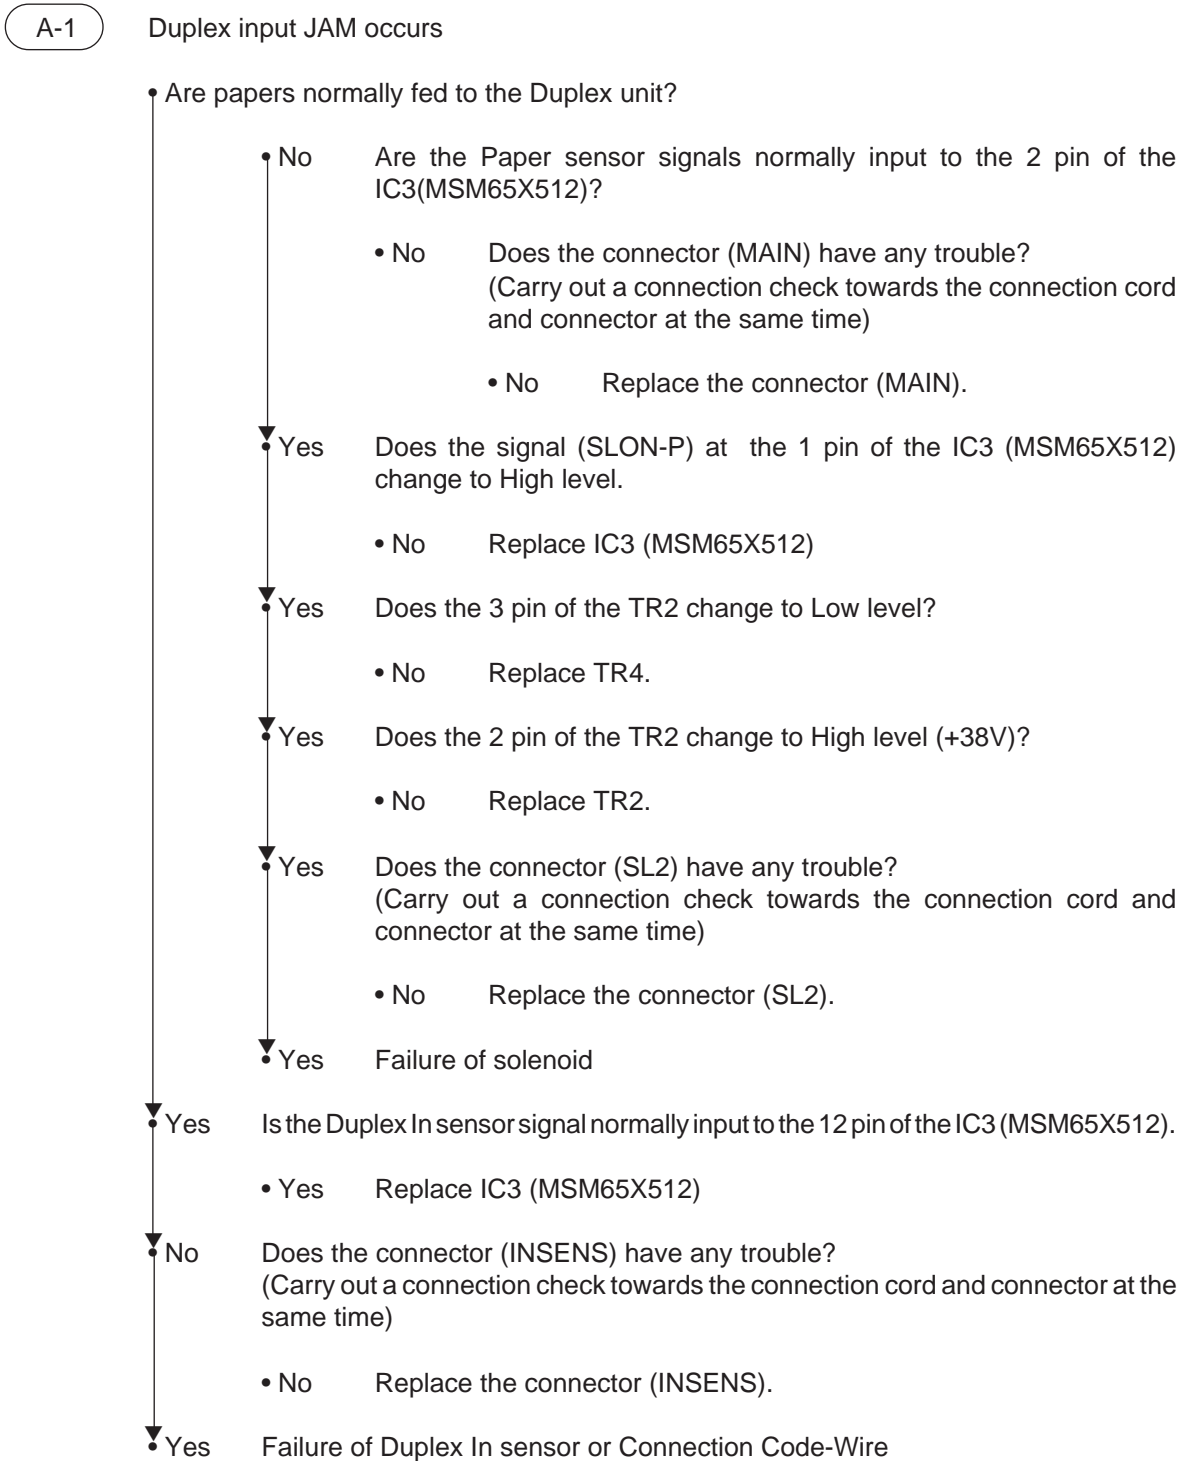 A-1 Duplex input JAM occurs
• Are papers normally fed to the Duplex unit?
• No Are the Paper sensor signals normally input to the 2 pin of the
IC3(MSM65X512)?
• No Does the connector (MAIN) have any trouble?
(Carry out a connection check towards the connection cord
and connector at the same time)
• No Replace the connector (MAIN).
• Yes Does the signal (SLON-P) at the 1 pin of the IC3 (MSM65X512)
change to High level.
• No Replace IC3 (MSM65X512)
• Yes Does the 3 pin of the TR2 change to Low level?
• No Replace TR4.
• Yes Does the 2 pin of the TR2 change to High level (+38V)?
• No Replace TR2.
• Yes Does the connector (SL2) have any trouble?
(Carry out a connection check towards the connection cord and
connector at the same time)
• No Replace the connector (SL2).
• Yes Failure of solenoid
• Yes Is the Duplex In sensor signal normally input to the 12 pin of the IC3 (MSM65X512).
• Yes Replace IC3 (MSM65X512)
• No Does the connector (INSENS) have any trouble?
(Carry out a connection check towards the connection cord and connector at the
same time)
• No Replace the connector (INSENS).
• Yes Failure of Duplex In sensor or Connection Code-Wire